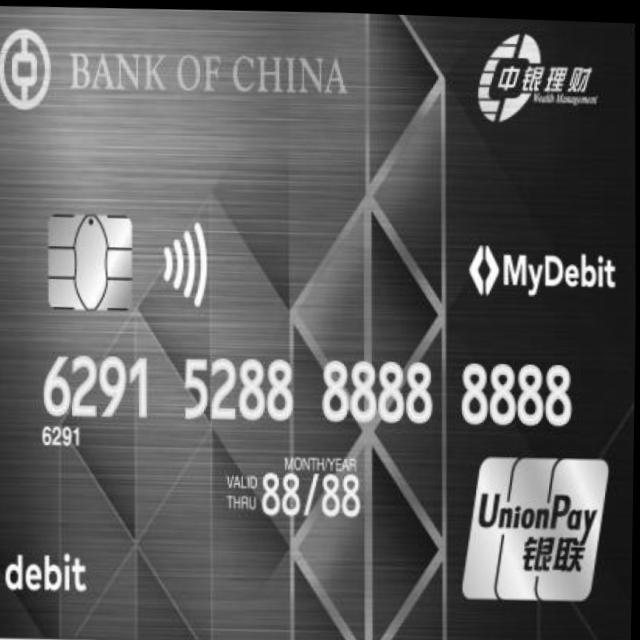 BANK OF CHINA
中银理财
Wealth Management
MyDebit
6291 5288 8888 8888
6291
MONTH/YEAR
VALID THRU 88/88
debit
UnionPay
银联